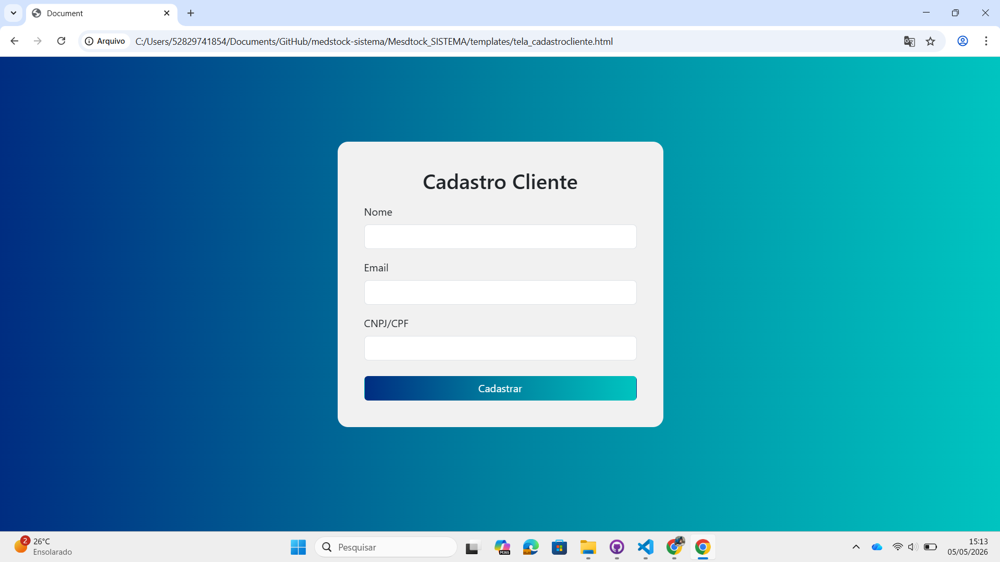 Document
Arquivo
C:/Users/52829741854/Documents/GitHub/medstock-sistema/Mesdtock_SISTEMA/templates/tela_cadastrocliente.html
Cadastro Cliente
Nome
Email
CNPJ/CPF
Cadastrar
2
26°C
Ensolarado
Pesquisar
M365
15:13
05/05/2026